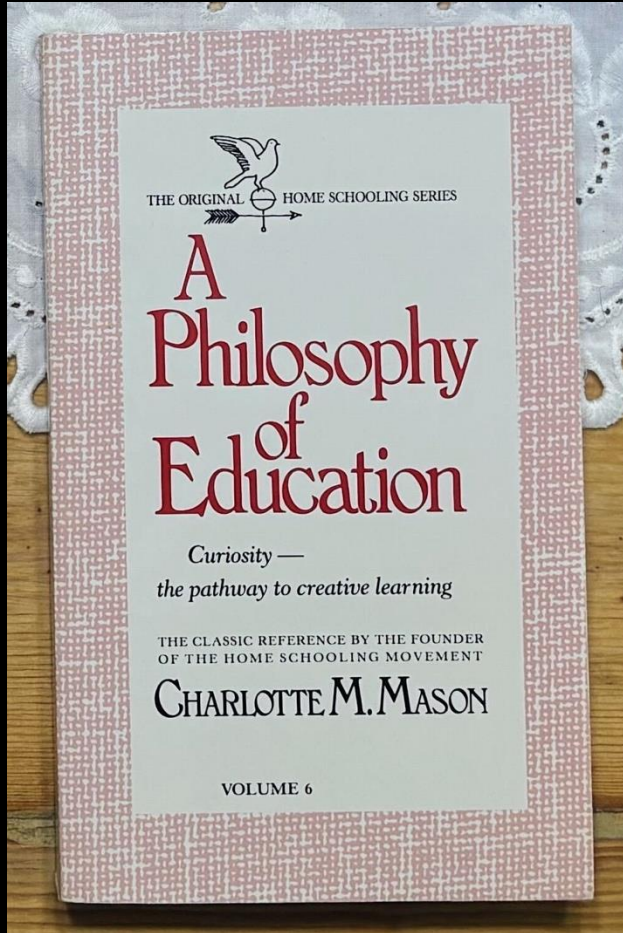 THE ORIGINAL HOME SCHOOLING SERIES
A
Philosophy
of
Education
Curiosity —
the pathway to creative learning
THE CLASSIC REFERENCE BY THE FOUNDER
OF THE HOME SCHOOLING MOVEMENT
CHARLOTTE M. MASON
VOLUME 6